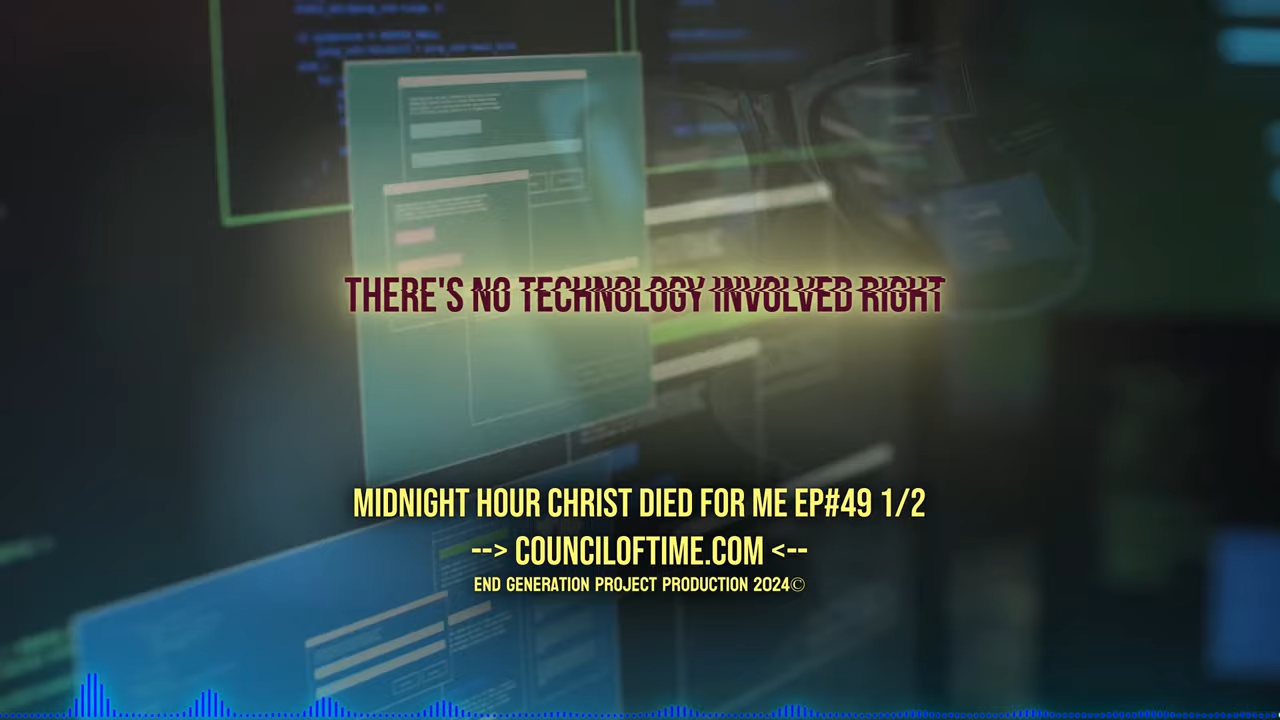 THERE'S NO TECHNOLOGY INVOLVED RIGHT
MIDNIGHT HOUR CHRIST DIED FOR ME EP#49 1/2
--> COUNCILOFTIME.COM <--
END GENERATION PROJECT PRODUCTION 2024©